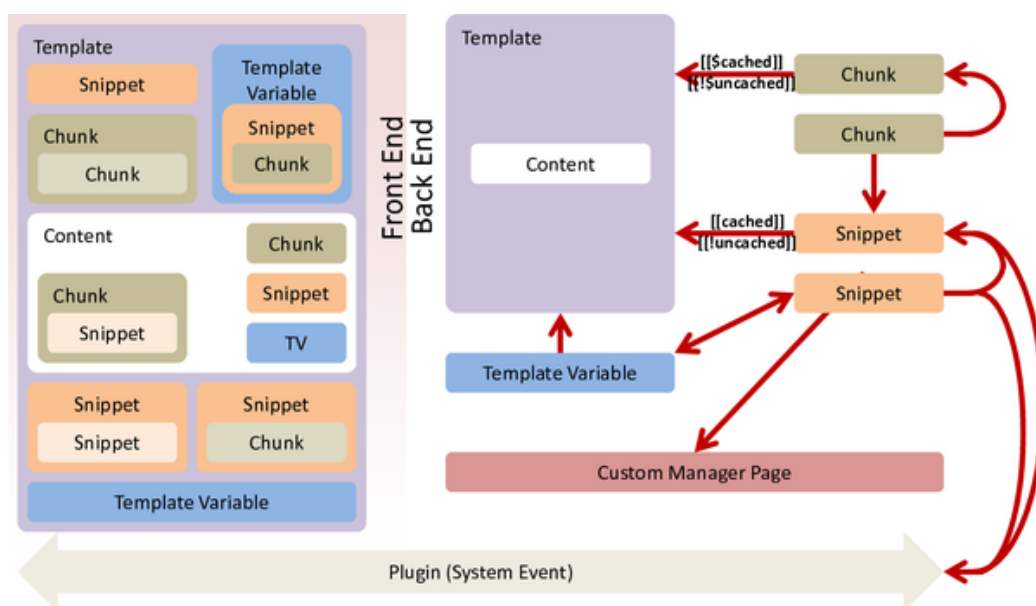 Template
Snippet
Template
Variable
Snippet
Chunk
Chunk
Chunk
Content
Chunk
Snippet
TV
Chunk
Snippet
Snippet
Snippet
Snippet
Chunk
Template Variable
Front End
Back End
Template
Content
[[$cached]]
[[!$uncached]]
Chunk
Chunk
[[cached]]
[[!uncached]]
Snippet
Snippet
Template Variable
Custom Manager Page
Plugin (System Event)